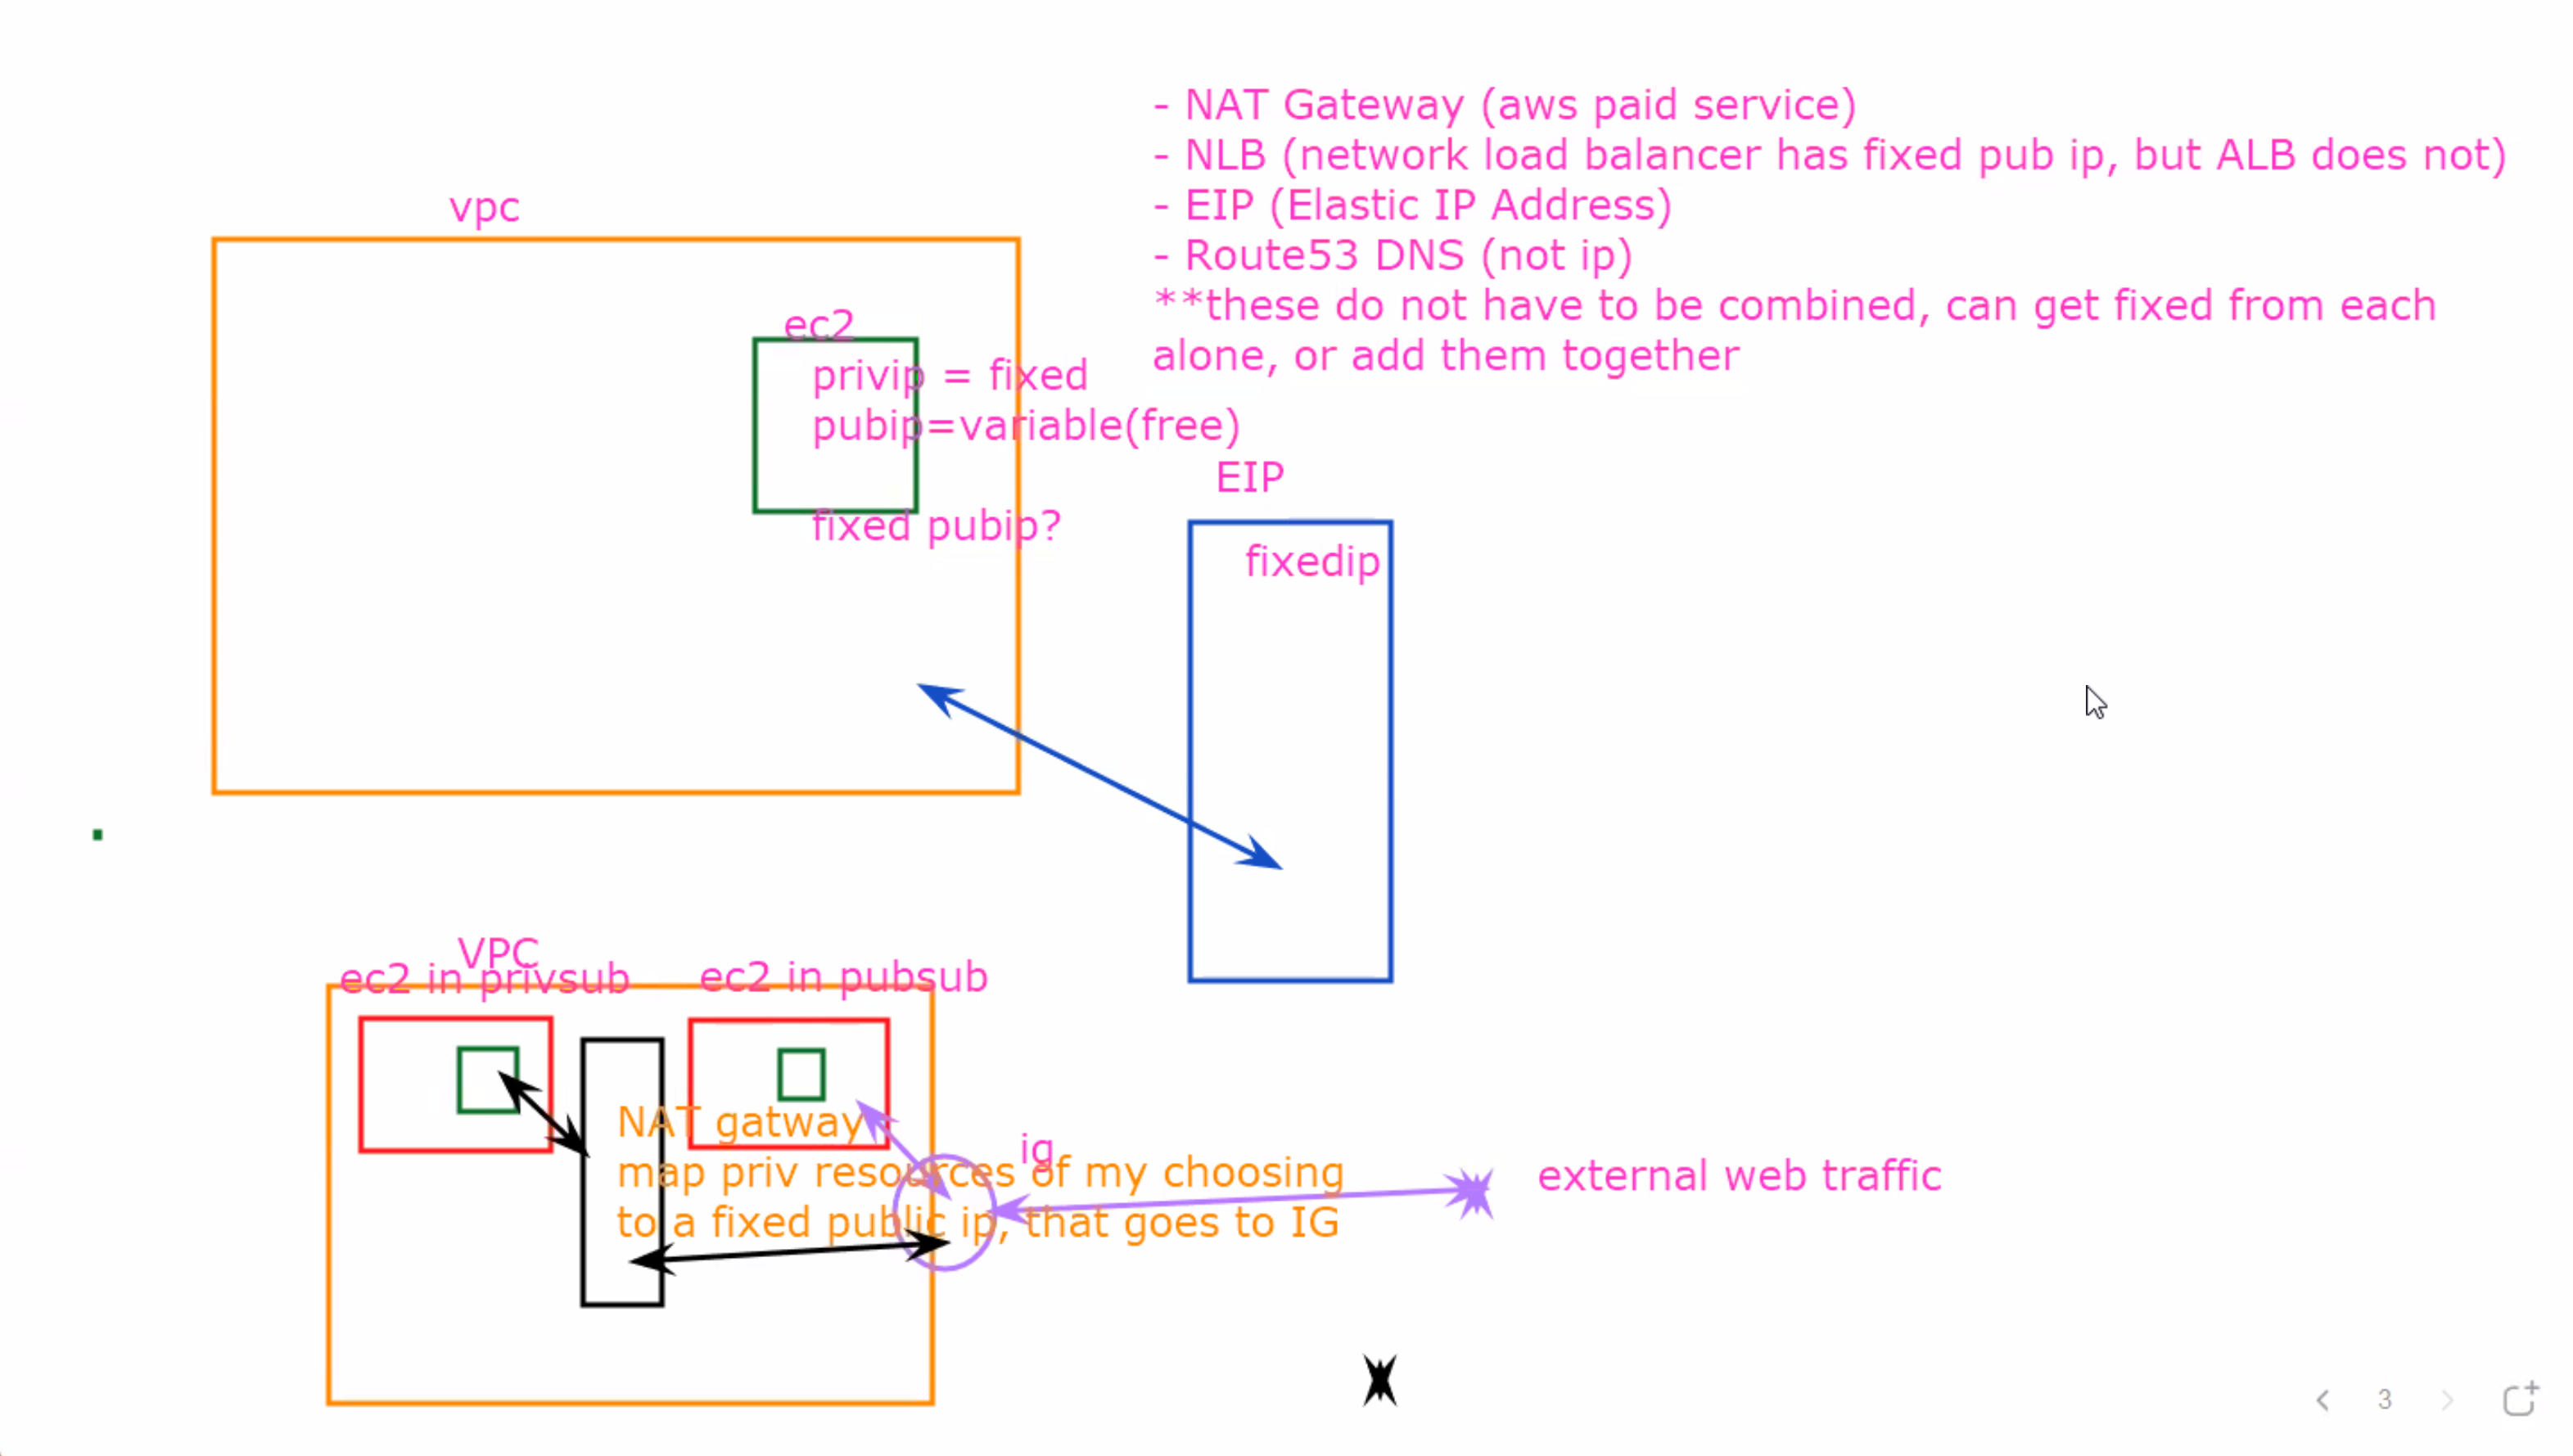 - NAT Gateway (aws paid service)
- NLB (network load balancer has fixed pub ip, but ALB does not)
- EIP (Elastic IP Address)
- Route53 DNS (not ip)
**these do not have to be combined, can get fixed from each
alone, or add them together
vpc
ec2
privip = fixed
pubip=variable(free)
fixed pubip?
EIP
fixedip
VPC
ec2 in privsub
ec2 in pubsub
NAT gatway
map priv resources of my choosing
to a fixed public ip, that goes to IG
ig
external web traffic
3